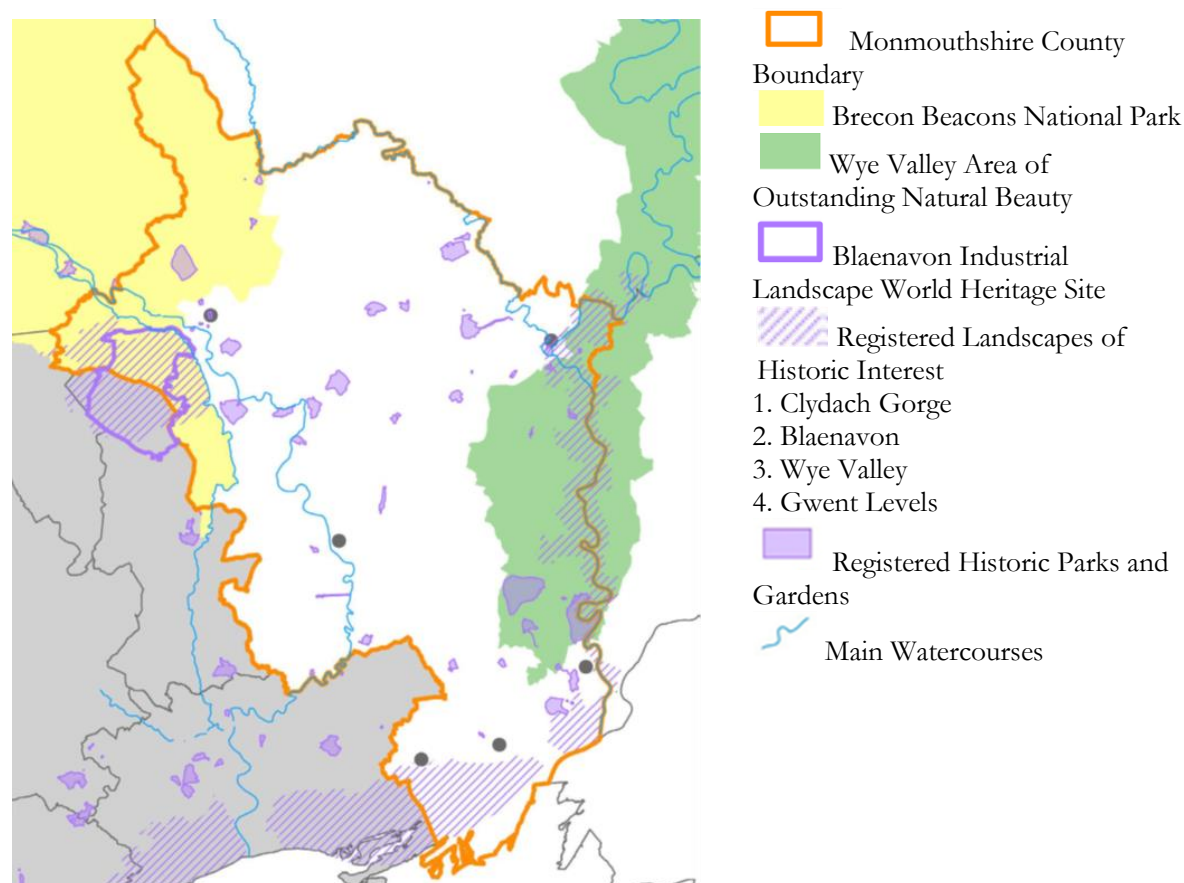 Monmouthshire County
Boundary
Brecon Beacons National Park
Wye Valley Area of
Outstanding Natural Beauty
Blaenavon Industrial
Landscape World Heritage Site
Registered Landscapes of
Historic Interest
1. Clydach Gorge
2. Blaenavon
3. Wye Valley
4. Gwent Levels
Registered Historic Parks and
Gardens
Main Watercourses